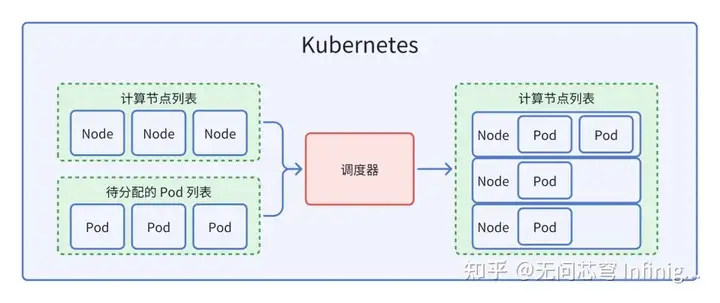 Kubernetes
计算节点列表
Node Node Node
待分配的 Pod 列表
Pod Pod Pod
调度器
计算节点列表
Node Pod Pod
Node Pod
Node Pod
知乎 @无问芯穹 Infinig...